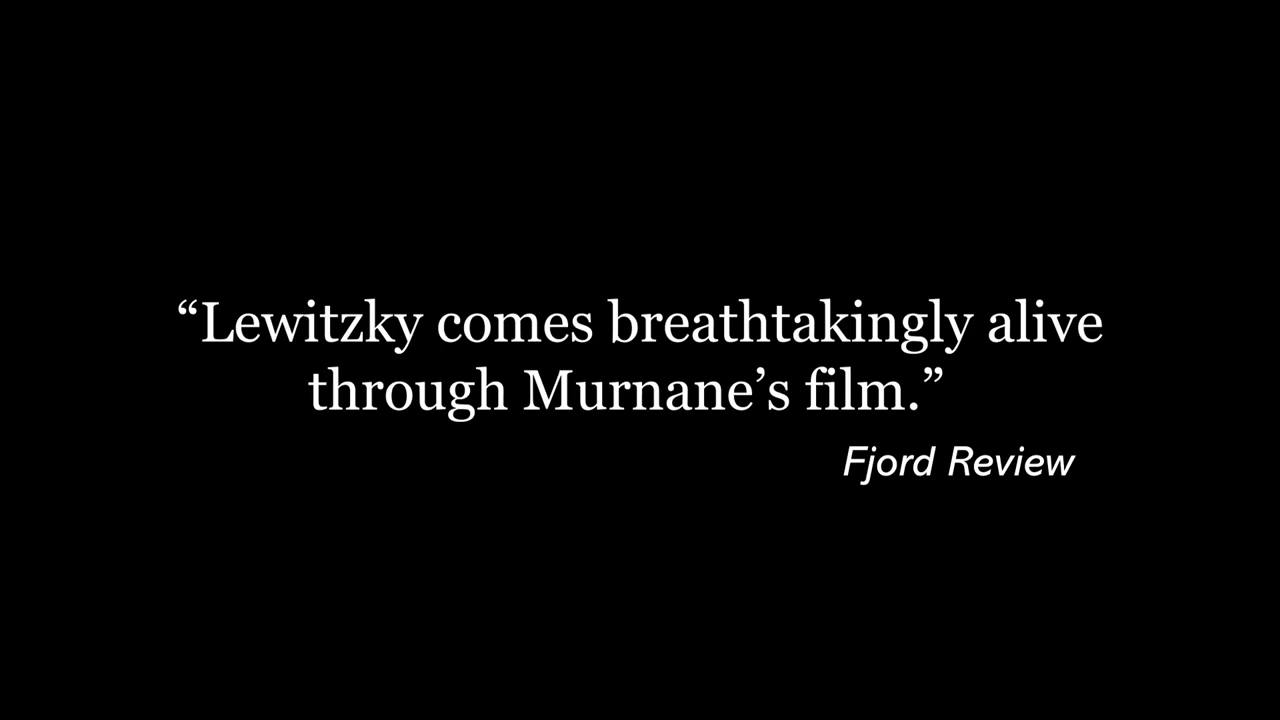 “Lewitzky comes breathtakingly alive
through Murnane’s film.”
Fjord Review